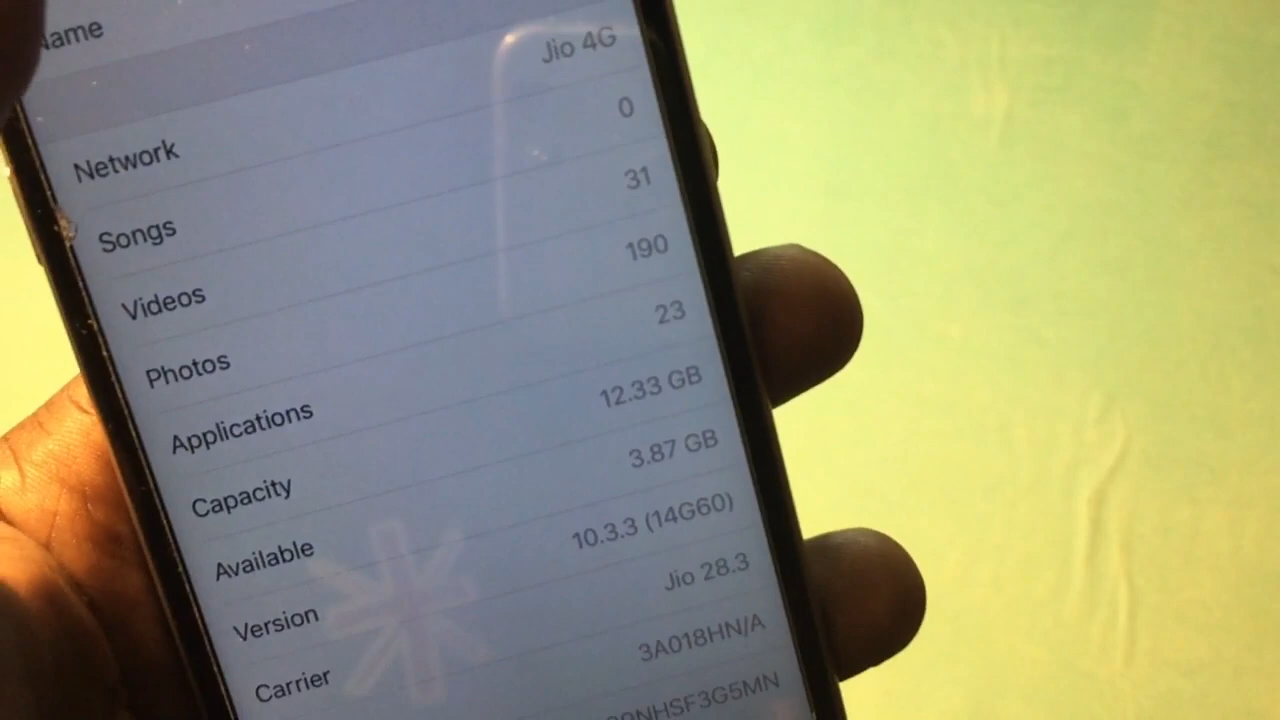 Name
Network Jio 4G
Songs 0
Videos 31
Photos 190
Applications 23
Capacity 12.33 GB
Available 3.87 GB
Version 10.3.3 (14G60)
Carrier Jio 28.3
3A018HN/A